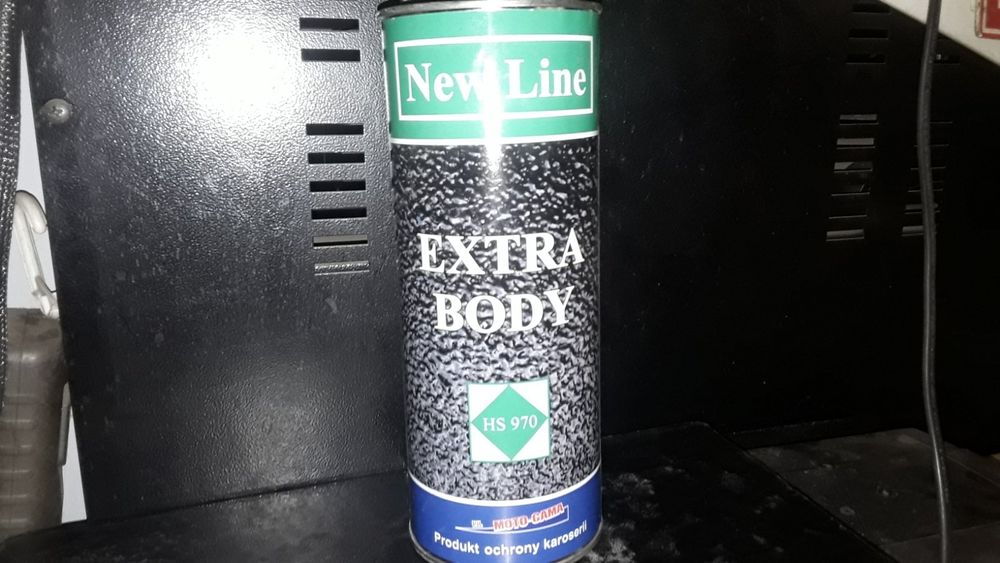 New Line
EXTRA
BODY
HS 970
MOTO-GAMA
Produkt ochrony karoserii